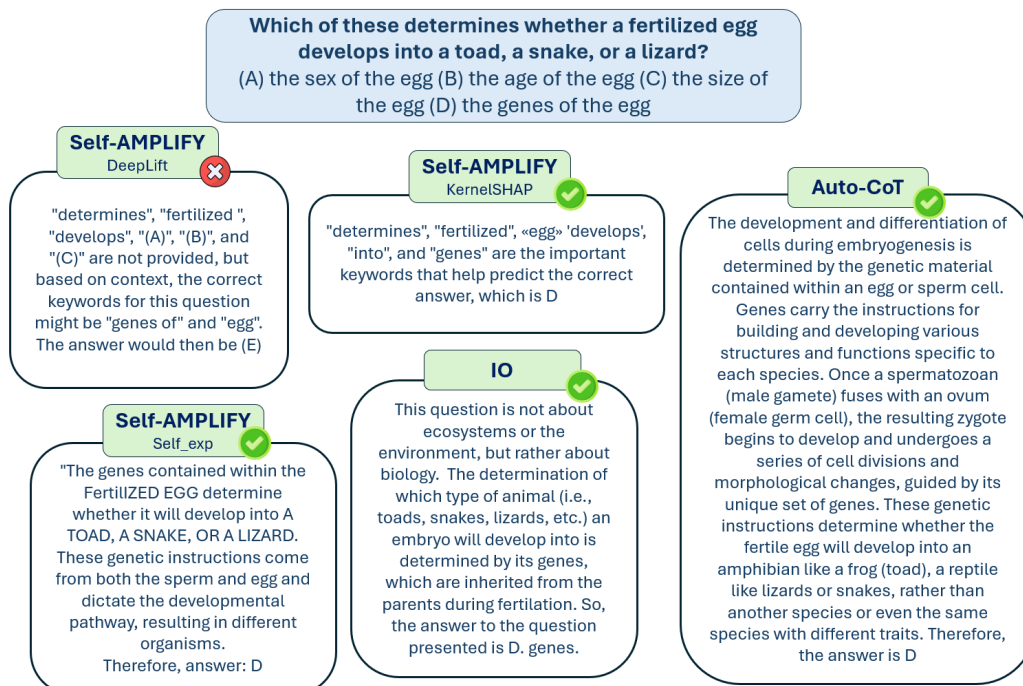 Which of these determines whether a fertilized egg
develops into a toad, a snake, or a lizard?
(A) the sex of the egg (B) the age of the egg (C) the size of
the egg (D) the genes of the egg
Self-AMPLIFY
DeepLift
"determines", "fertilized ",
"develops", "(A)", "(B)", and
"(C)" are not provided, but
based on context, the correct
keywords for this question
might be "genes of" and "egg".
The answer would then be (E)
Self-AMPLIFY
KernelSHAP
"determines", "fertilized", «egg» 'develops',
"into", and "genes" are the important
keywords that help predict the correct
answer, which is D
Auto-CoT
The development and differentiation of
cells during embryogenesis is
determined by the genetic material
contained within an egg or sperm cell.
Genes carry the instructions for
building and developing various
structures and functions specific to
each species. Once a spermatozoan
(male gamete) fuses with an ovum
(female germ cell), the resulting zygote
begins to develop and undergoes a
series of cell divisions and
morphological changes, guided by its
unique set of genes. These genetic
instructions determine whether the
fertile egg will develop into an
amphibian like a frog (toad), a reptile
like lizards or snakes, rather than
another species or even the same
species with different traits. Therefore,
the answer is D
Self-AMPLIFY
Self_exp
"The genes contained within the
FertilIZED EGG determine
whether it will develop into A
TOAD, A SNAKE, OR A LIZARD.
These genetic instructions come
from both the sperm and egg and
dictate the developmental
pathway, resulting in different
organisms.
Therefore, answer: D
IO
This question is not about
ecosystems or the
environment, but rather about
biology. The determination of
which type of animal (i.e.,
toads, snakes, lizards, etc.) an
embryo will develop into is
determined by its genes,
which are inherited from the
parents during fertilation. So,
the answer to the question
presented is D. genes.